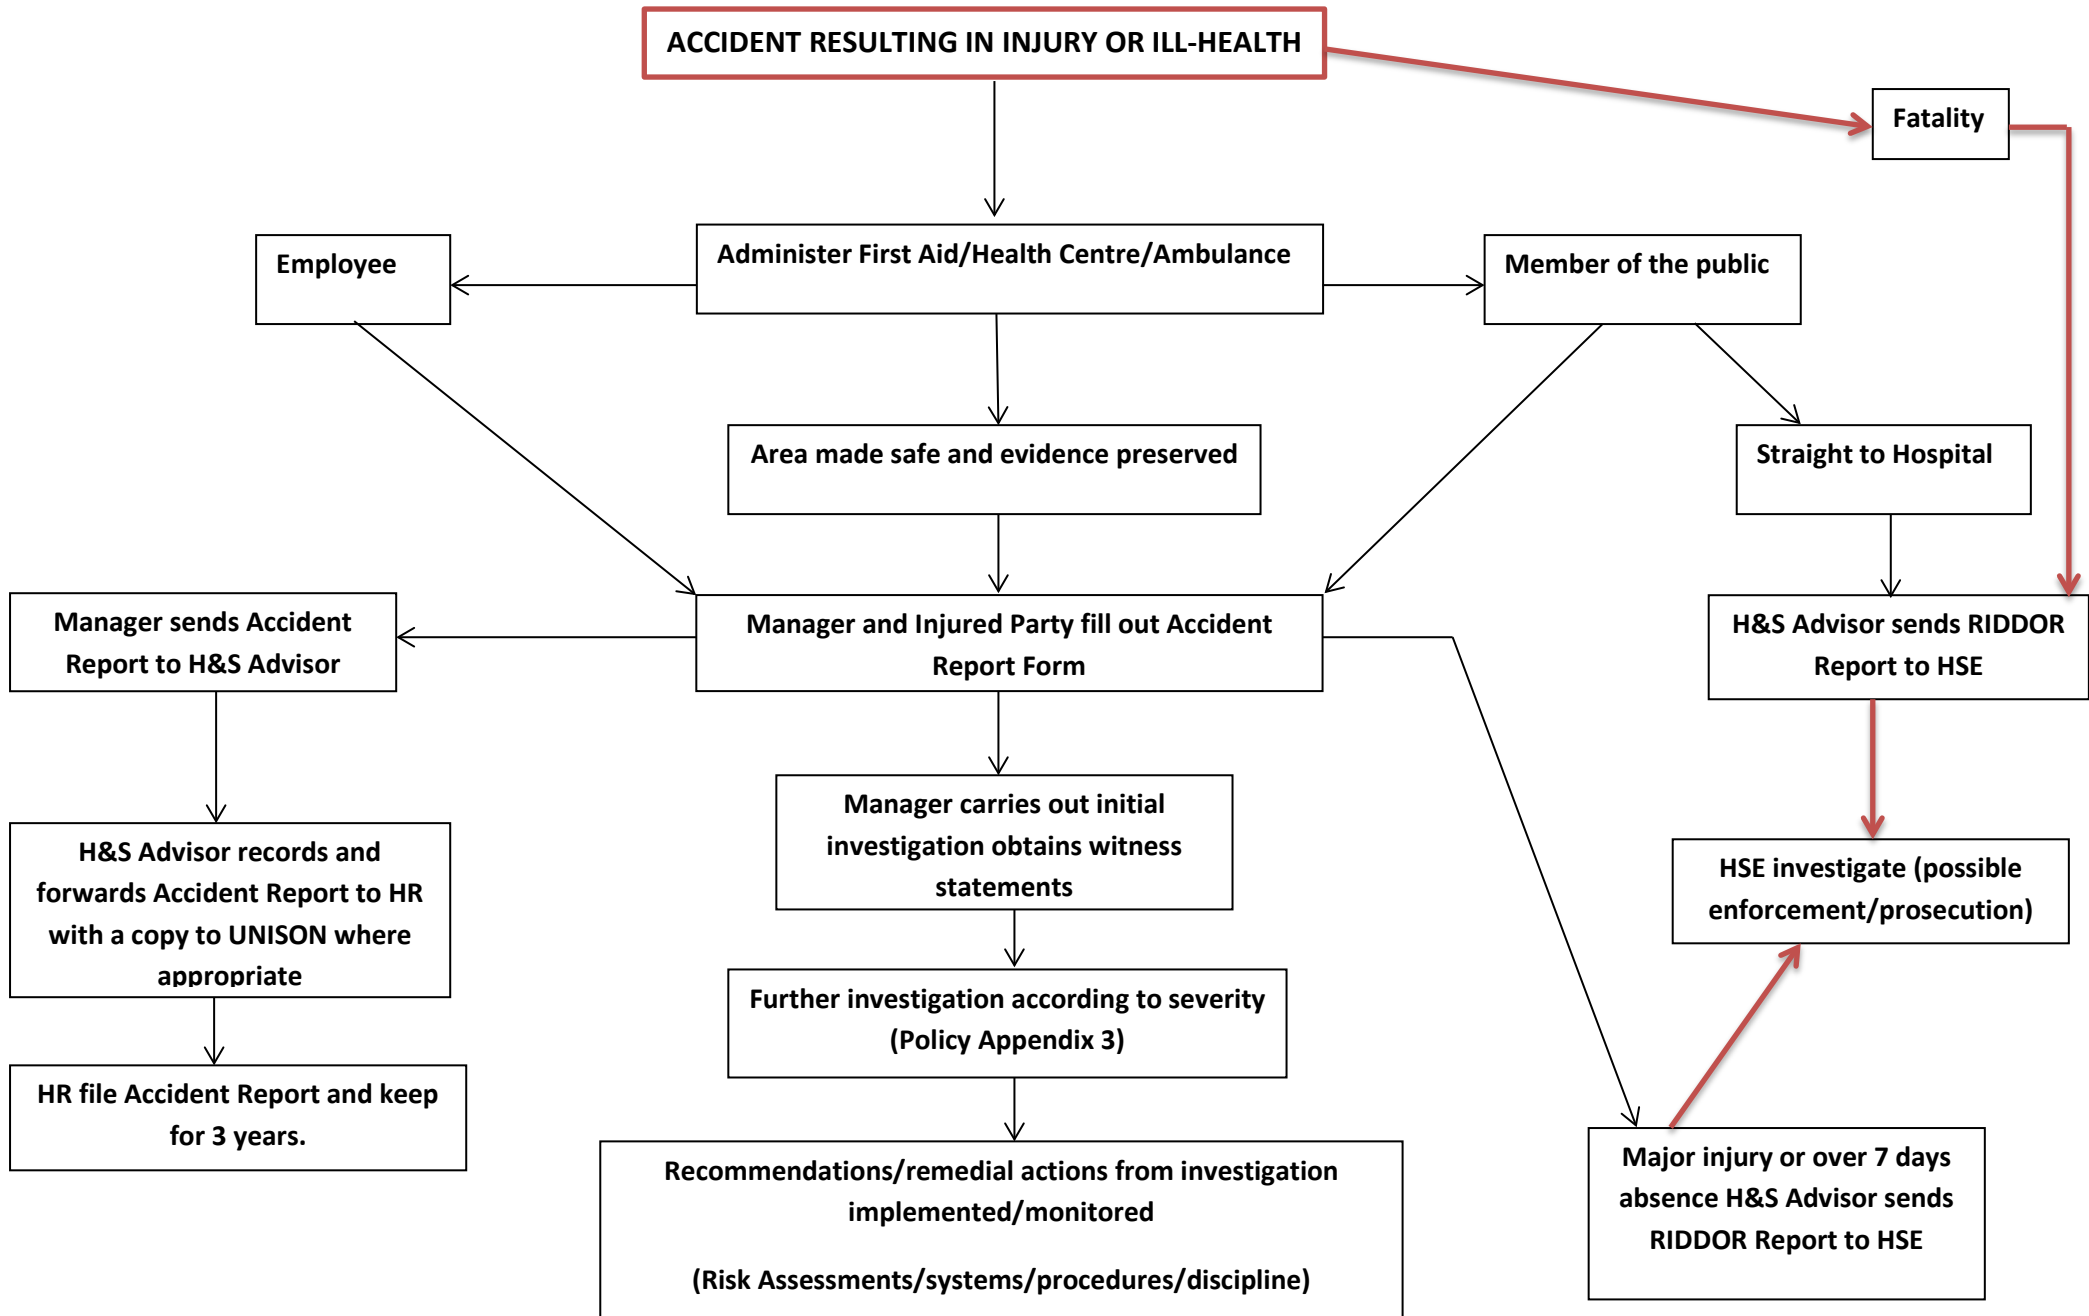 ACCIDENT RESULTING IN INJURY OR ILL-HEALTH
Fatality
Employee
Administer First Aid/Health Centre/Ambulance
Member of the public
Area made safe and evidence preserved
Straight to Hospital
Manager sends Accident
Report to H&S Advisor
Manager and Injured Party fill out Accident
Report Form
H&S Advisor sends RIDDOR
Report to HSE
H&S Advisor records and
forwards Accident Report to HR
with a copy to UNISON where
appropriate
Manager carries out initial
investigation obtains witness
statements
HSE investigate (possible
enforcement/prosecution)
Further investigation according to severity
(Policy Appendix 3)
HR file Accident Report and keep
for 3 years.
Recommendations/remedial actions from investigation
implemented/monitored
(Risk Assessments/systems/procedures/discipline)
Major injury or over 7 days
absence H&S Advisor sends
RIDDOR Report to HSE